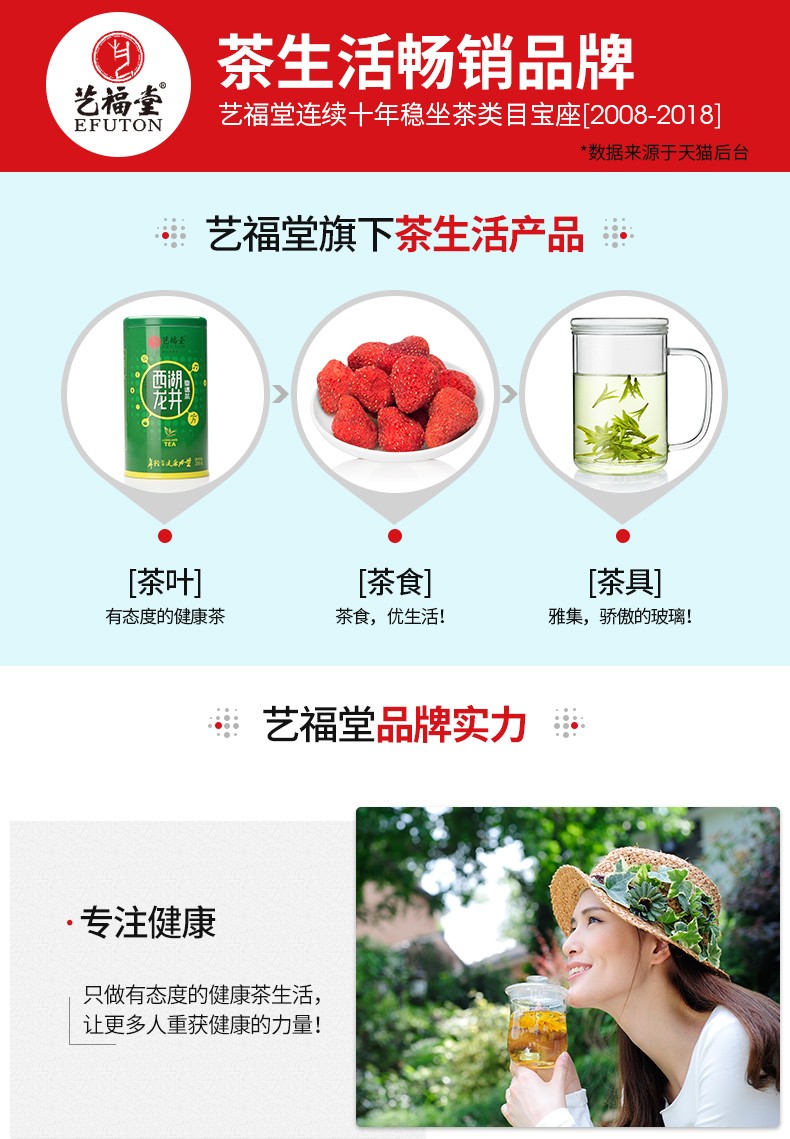 艺福堂®
EFUTON
茶生活畅销品牌
艺福堂连续十年稳坐茶类目宝座[2008-2018]
*数据来源于天猫后台
艺福堂旗下茶生活产品
艺福堂
EFUTON
西湖
龙井
TEA
[茶叶]
有态度的健康茶
[茶食]
茶食，优生活！
[茶具]
雅集，骄傲的玻璃！
艺福堂品牌实力
·专注健康
只做有态度的健康茶生活，
让更多人重获健康的力量！